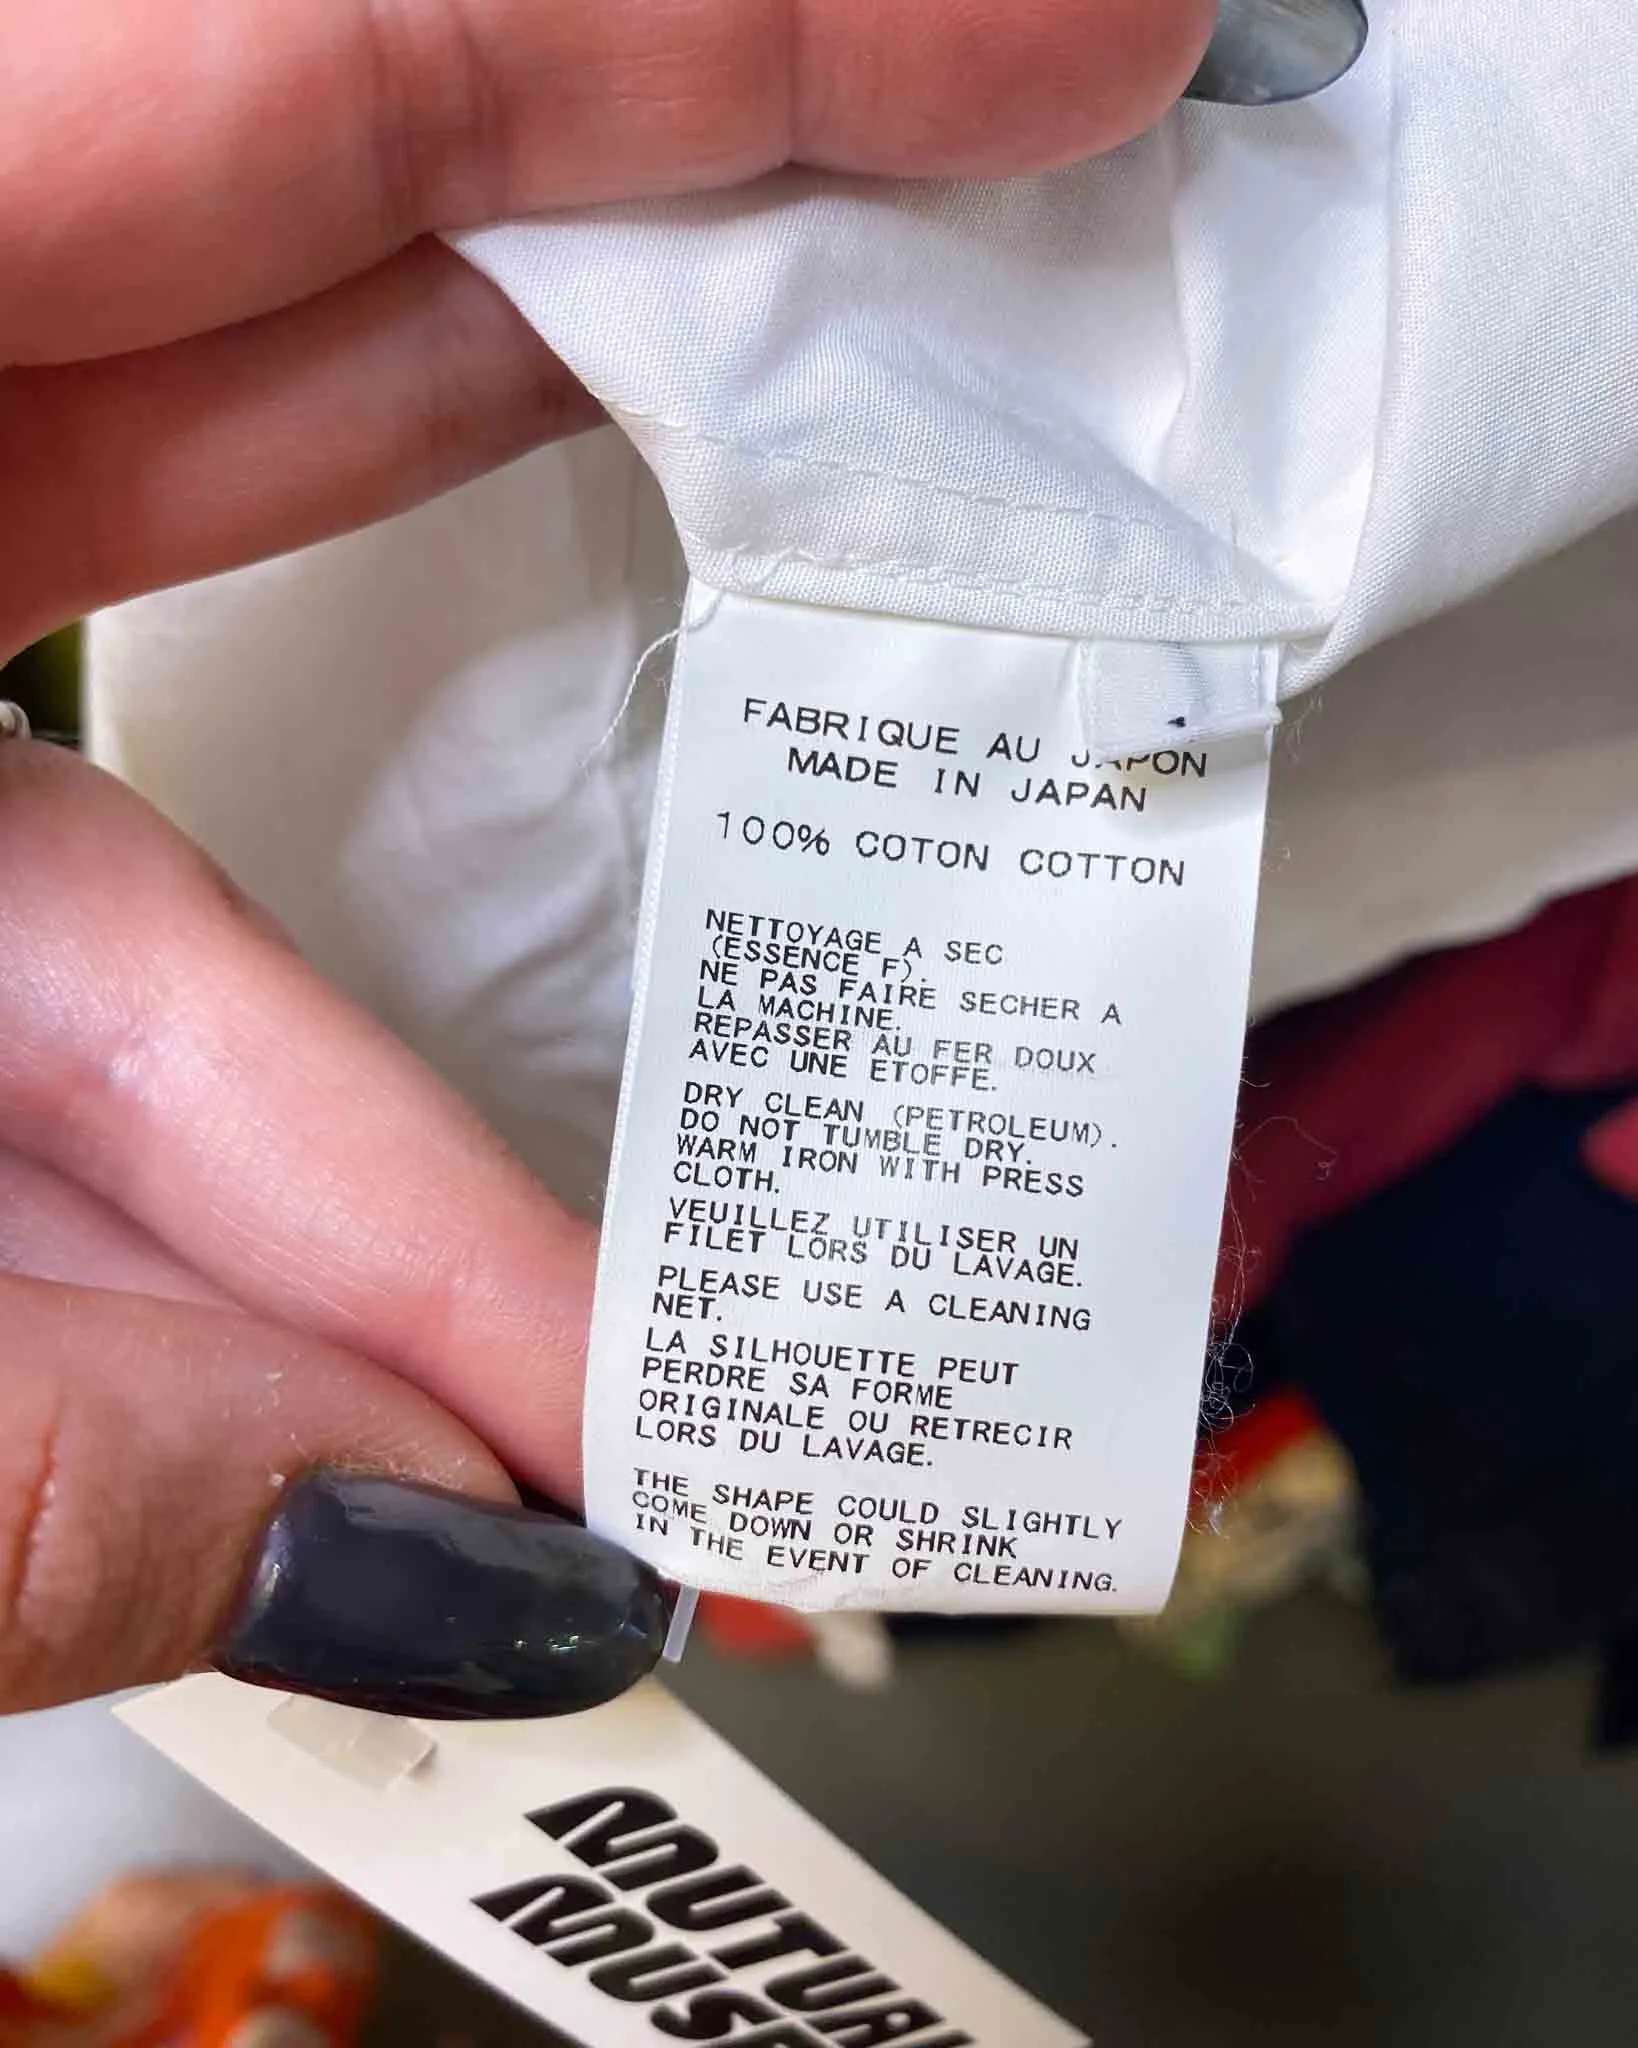 FABRIQUE AU JAPON
MADE IN JAPAN
100% COTON COTTON
NETTOYAGE A SEC
(ESSENCE F).
NE PAS FAIRE SECHER A
LA MACHINE.
REPASSER AU FER DOUX
AVEC UNE ETOFFE.
DRY CLEAN (PETROLEUM).
DO NOT TUMBLE DRY.
WARM IRON WITH PRESS
CLOTH.
VEUILLEZ UTILISER UN
FILET LORS DU LAVAGE.
PLEASE USE A CLEANING
NET.
LA SILHOUETTE PEUT
PERDRE SA FORME
ORIGINALE OU RETRECIR
LORS DU LAVAGE.
THE SHAPE COULD SLIGHTLY
COME DOWN OR SHRINK
IN THE EVENT OF CLEANING.
MUTUAL